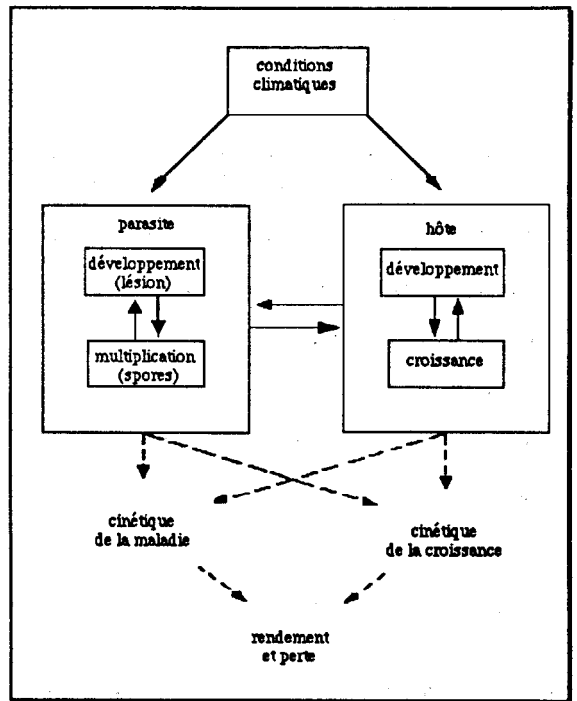 conditions
climatiques
parasite
développement
(lésion)
multiplication
(spores)
hôte
développement
croissance
cinétique
de la maladie
cinétique
de la croissance
rendement
et perte